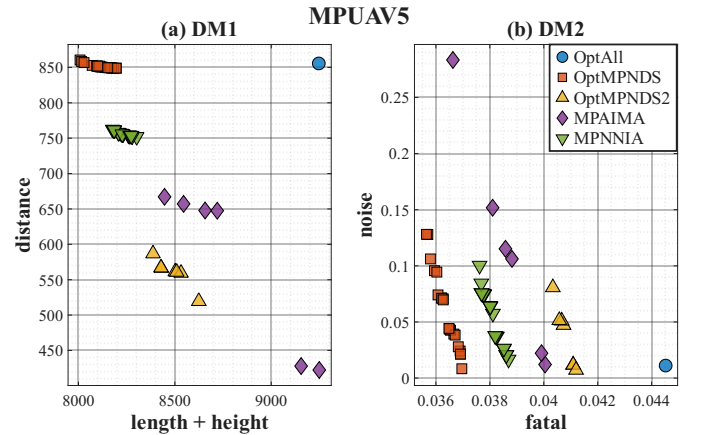 MPUAV5
(a) DM1
(b) DM2
850
800
750
700
650
600
550
500
450
8000
8500
9000
distance
length + height
0.25
0.2
0.15
0.1
0.05
0
0.036
0.038
0.04
0.042
0.044
noise
fatal
OptAll
OptMPNDS
OptMPNDS2
MPAIMA
MPNNIA